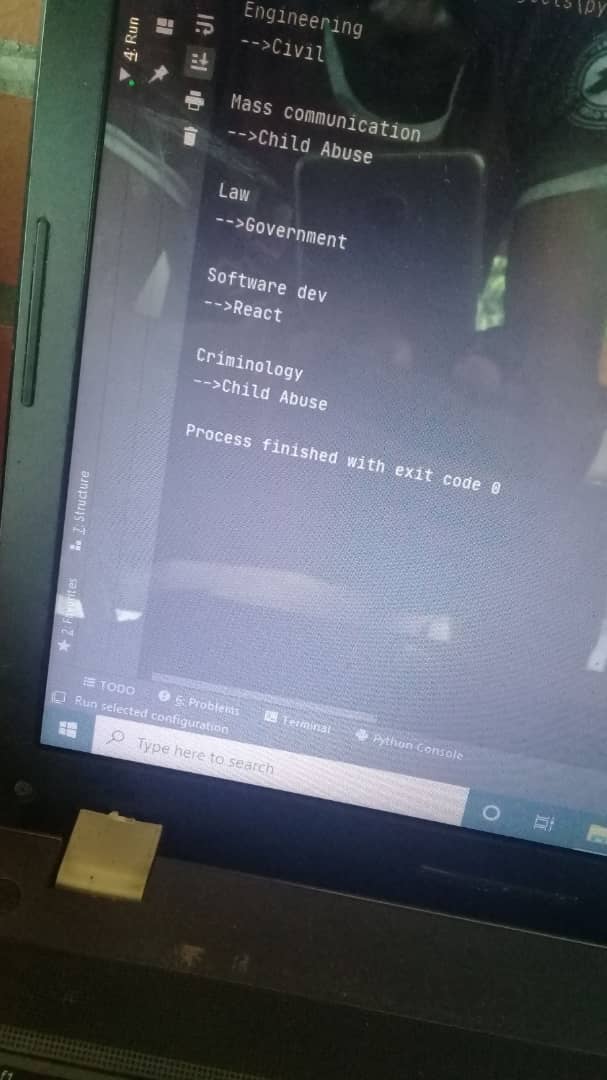 4: Run
Engineering
-->Civil
Mass communication
-->Child Abuse
Law
-->Government
Software dev
-->React
Criminology
-->Child Abuse
Process finished with exit code 0
7: Structure
2: Favorites
TODO
6: Problems
Terminal
Python Console
Run selected configuration
Type here to search